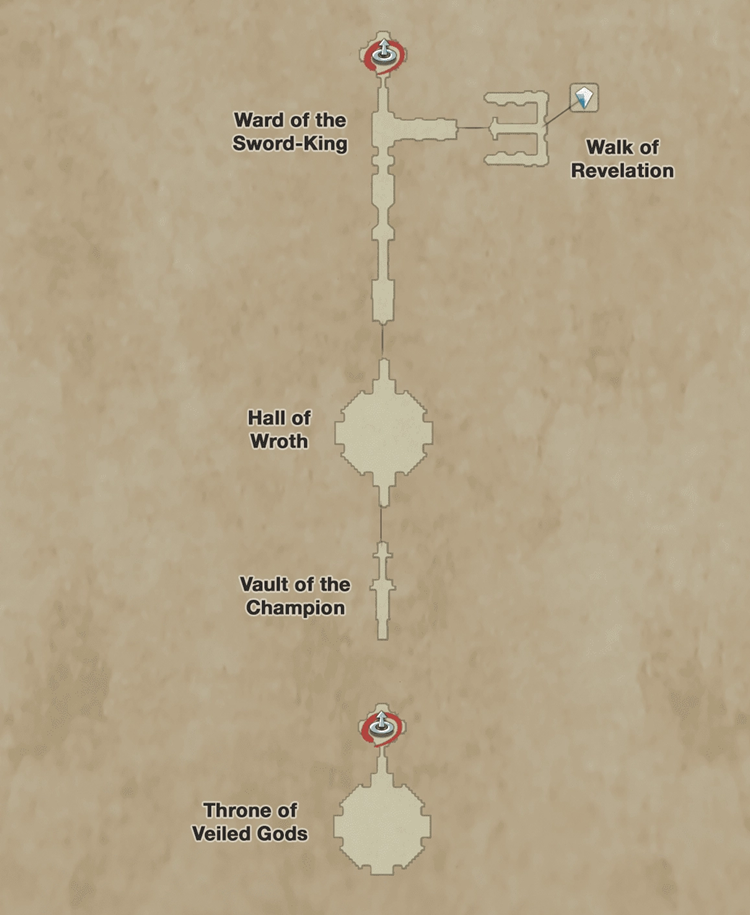 Ward of the
Sword-King
Walk of
Revelation
Hall of
Wroth
Vault of the
Champion
Throne of
Veiled Gods